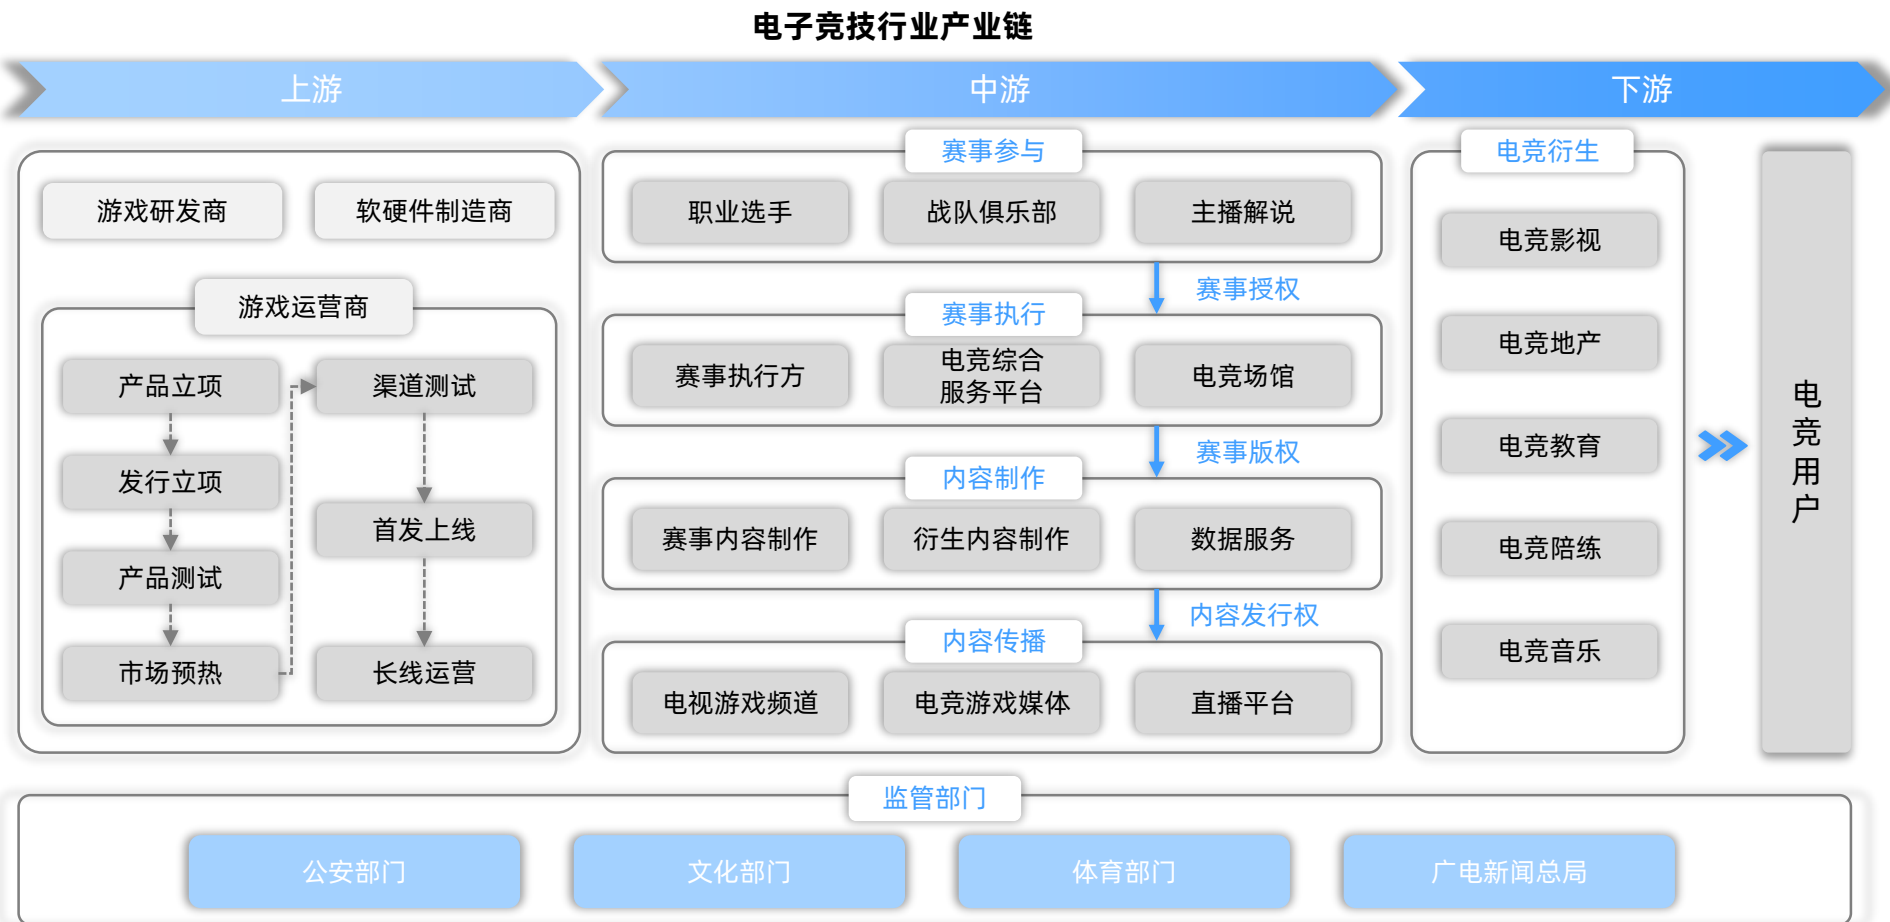 电子竞技行业产业链
上游
中游
下游
游戏研发商
软硬件制造商
游戏运营商
产品立项
发行立项
产品测试
市场预热
渠道测试
首发上线
长线运营
赛事参与
职业选手
战队俱乐部
主播解说
赛事授权
赛事执行
赛事执行方
电竞综合
服务平台
电竞场馆
赛事版权
内容制作
赛事内容制作
衍生内容制作
数据服务
内容发行权
内容传播
电视游戏频道
电竞游戏媒体
直播平台
电竞衍生
电竞影视
电竞地产
电竞教育
电竞陪练
电竞音乐
电竞用户
监管部门
公安部门
文化部门
体育部门
广电新闻总局